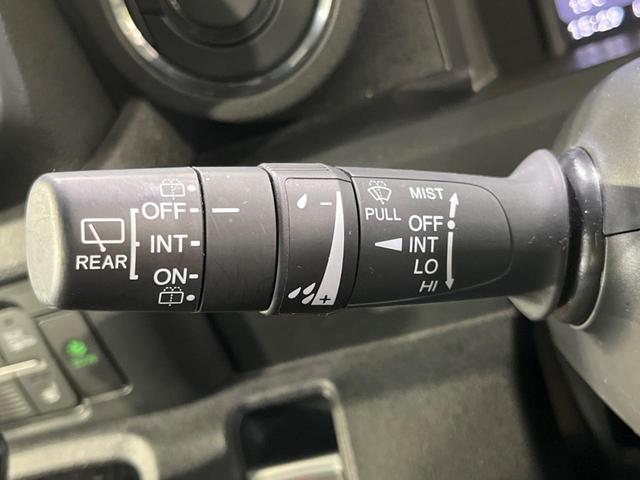 OFF
INT
REAR
ON
-
+
PULL
MIST
OFF
INT
LO
HI